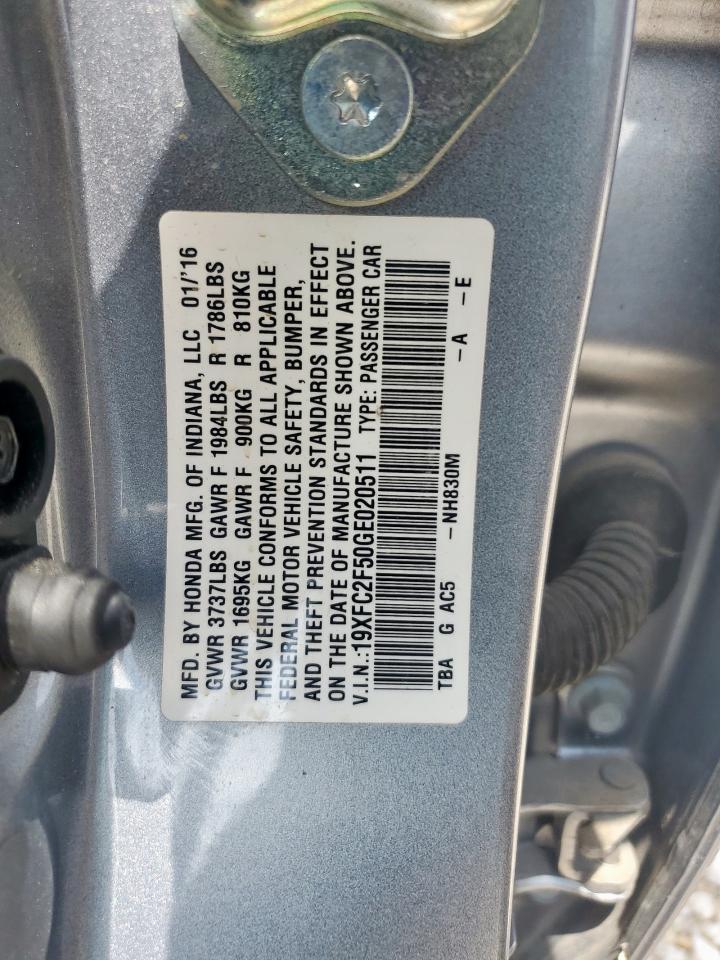 MFD. BY HONDA MFG. OF INDIANA, LLC 01/'16
GVWR 3737LBS GAWR F 1984LBS R 1786LBS
GVWR 1695KG GAWR F 900KG R 810KG
THIS VEHICLE CONFORMS TO ALL APPLICABLE
FEDERAL MOTOR VEHICLE SAFETY, BUMPER,
AND THEFT PREVENTION STANDARDS IN EFFECT
ON THE DATE OF MANUFACTURE SHOWN ABOVE.
V.I.N.:19XFC2F50GE020511 TYPE: PASSENGER CAR
TBA G AC5 -NH830M -A -E